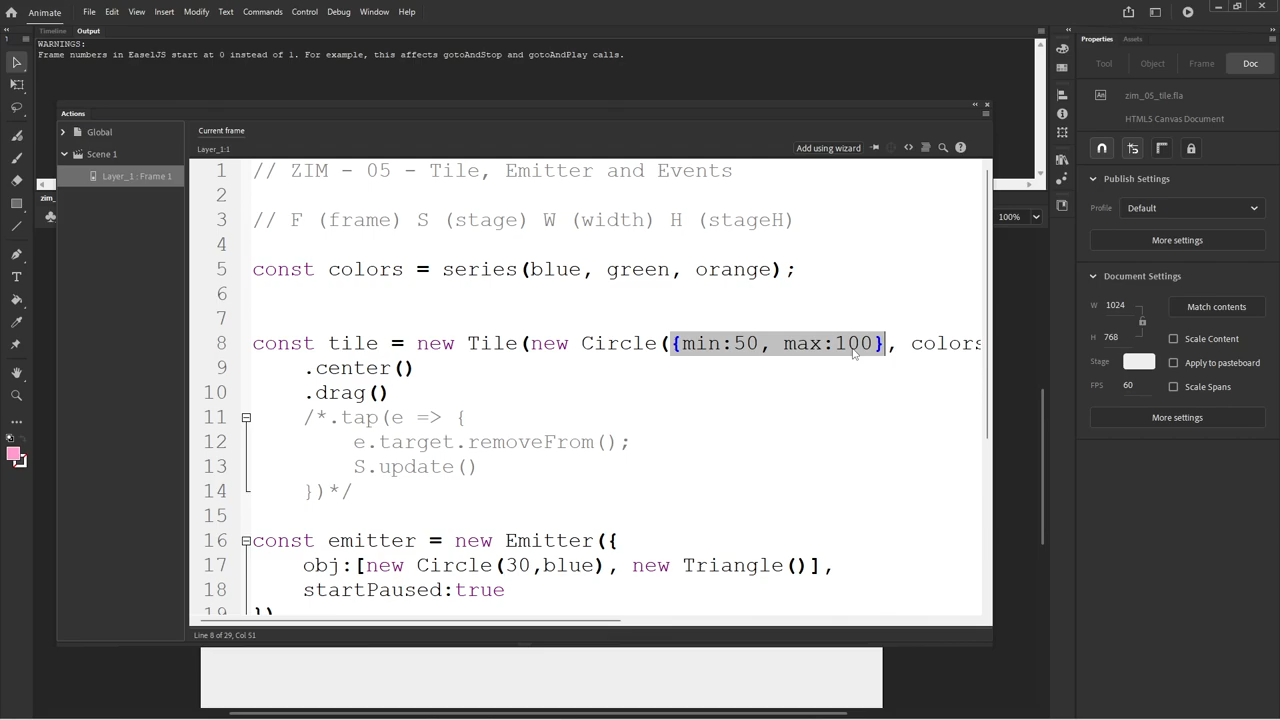 Animate
File Edit View Insert Modify Text Commands Control Debug Window Help
Timeline Output
WARNINGS:
Frame numbers in EaselJS start at 0 instead of 1. For example, this affects gotoAndStop and gotoAndPlay calls.
Actions
Global
Scene 1
Layer_1 : Frame 1
Current frame
Layer_1:1
Add using wizard
1 // ZIM - 05 - Tile, Emitter and Events
2
3 // F (frame) S (stage) W (width) H (stageH)
4
5 const colors = series(blue, green, orange);
6
7
8 const tile = new Tile(new Circle({min:50, max:100}, colors
9 .center()
10 .drag()
11 /*.tap(e => {
12 e.target.removeFrom();
13 S.update()
14 })*/
15
16 const emitter = new Emitter({
17 obj:[new Circle(30,blue), new Triangle()],
18 startPaused:true
19 })
Line 8 of 29, Col 51
zim_05
100%
Properties Assets
Tool Object Frame Doc
An zim_05_tile.fla
HTML5 Canvas Document
Publish Settings
Profile Default
More settings
Document Settings
W 1024 Match contents
H 768 Scale Content
Stage Apply to pasteboard
FPS 60 Scale Spans
More settings